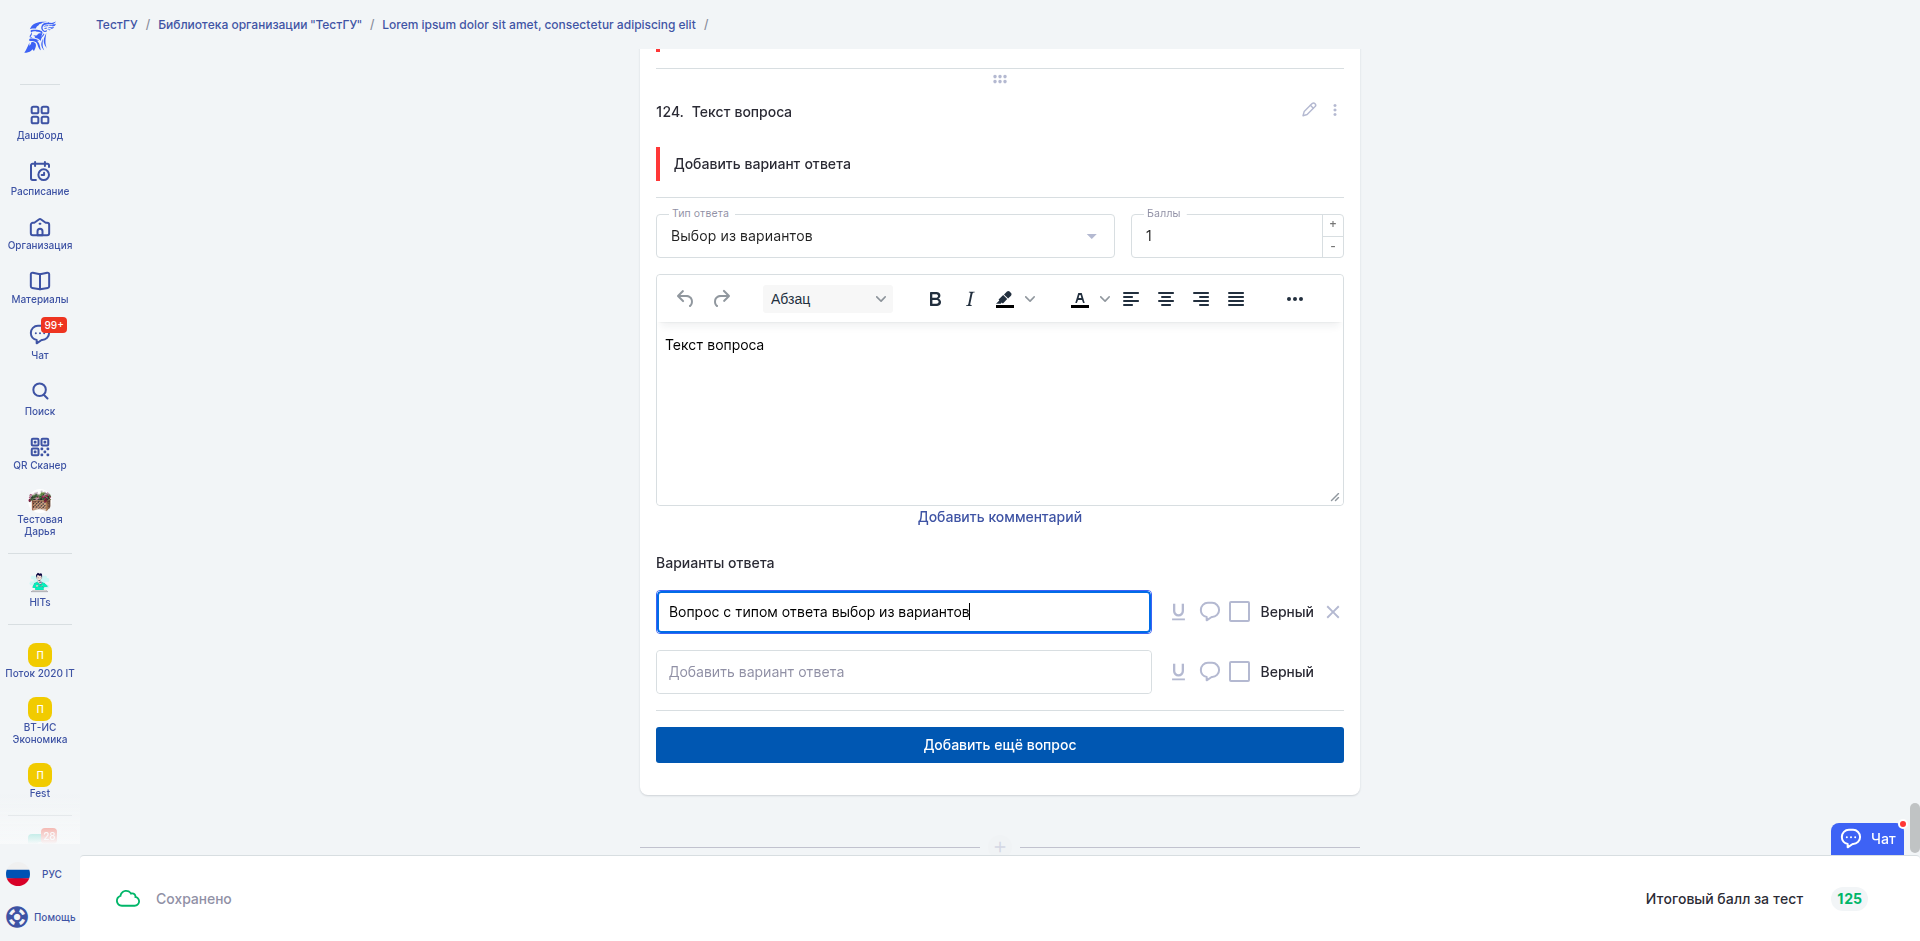 ТестГУ / Библиотека организации "ТестГУ" / Lorem ipsum dolor sit amet, consectetur adipiscing elit /
Дашборд
Расписание
Организация
Материалы
99+
Чат
Поиск
QR Сканер
Тестовая
Дарья
HITs
П
Поток 2020 IT
П
ВТ-ИС
Экономика
П
Fest
28
РУС
Помощь
124. Текст вопроса
Добавить вариант ответа
Тип ответа
Выбор из вариантов
Баллы
1
+
-
Абзац
B I A
Текст вопроса
Добавить комментарий
Варианты ответа
Вопрос с типом ответа выбор из вариантов
U Верный
Добавить вариант ответа
U Верный
Добавить ещё вопрос
Чат
Сохранено
Итоговый балл за тест 125